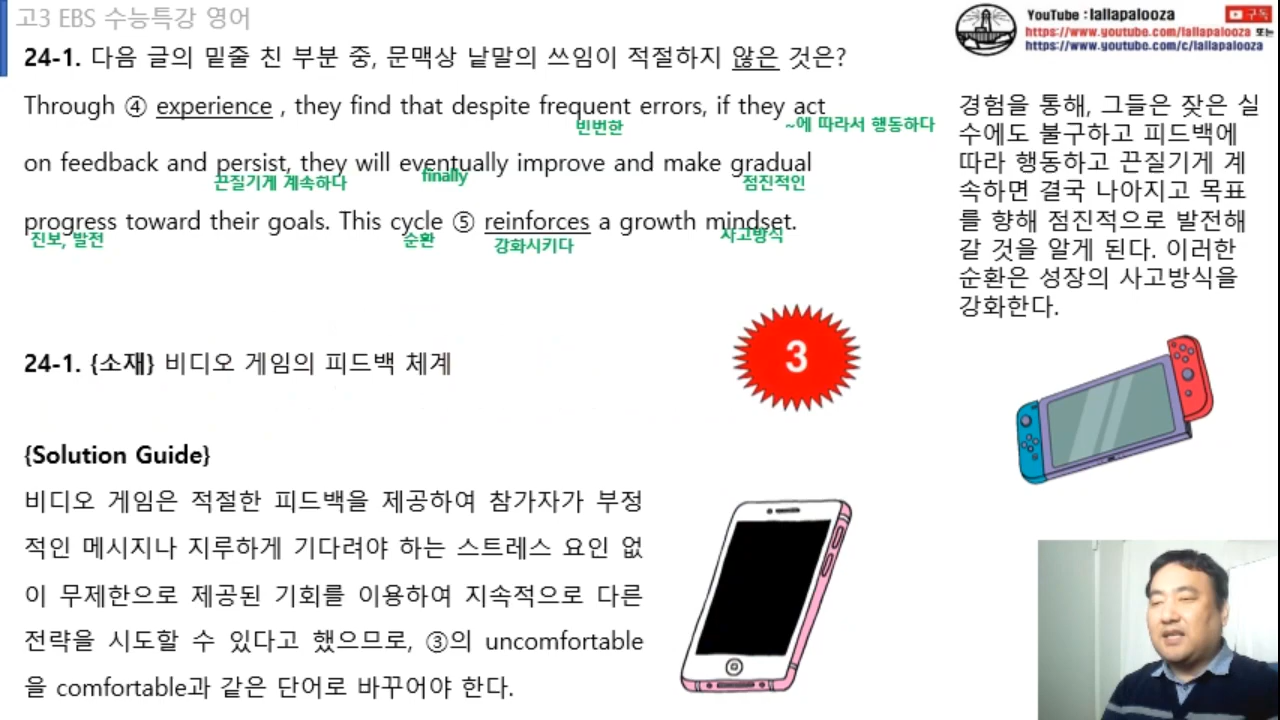 고3 EBS 수능특강 영어
YouTube : lallapalooza
구독
https://www.youtube.com/lallapalooza 또는
https://www.youtube.com/c/lallapalooza
24-1. 다음 글의 밑줄 친 부분 중, 문맥상 낱말의 쓰임이 적절하지 않은 것은?
Through ④ experience , they find that despite frequent errors, if they act
빈번한 ~에 따라서 행동하다
on feedback and persist, they will eventually improve and make gradual
끈질기게 계속하다 finally 점진적인
progress toward their goals. This cycle ⑤ reinforces a growth mindset.
진보, 발전 순환 강화시키다 사고방식
경험을 통해, 그들은 잦은 실
수에도 불구하고 피드백에
따라 행동하고 끈질기게 계
속하면 결국 나아지고 목표
를 향해 점진적으로 발전해
갈 것을 알게 된다. 이러한
순환은 성장의 사고방식을
강화한다.
24-1. {소재} 비디오 게임의 피드백 체계
3
{Solution Guide}
비디오 게임은 적절한 피드백을 제공하여 참가자가 부정
적인 메시지나 지루하게 기다려야 하는 스트레스 요인 없
이 무제한으로 제공된 기회를 이용하여 지속적으로 다른
전략을 시도할 수 있다고 했으므로, ③의 uncomfortable
을 comfortable과 같은 단어로 바꾸어야 한다.